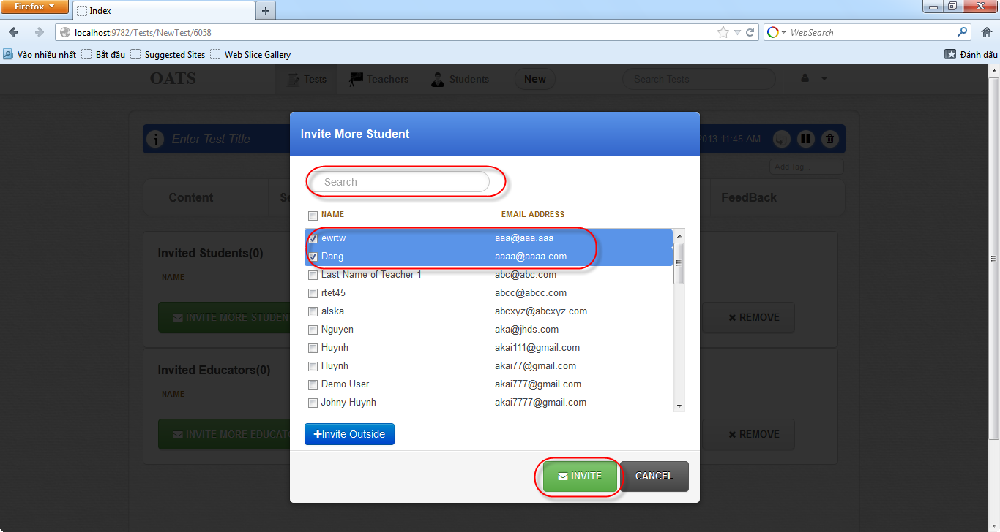 Firefox
Index
localhost:9782/Tests/NewTest/6058
WebSearch
Vào nhiều nhất
Bắt đầu
Suggested Sites
Web Slice Gallery
Đánh dấu
OATS
Tests
Teachers
Students
New
Search Tests
Enter Test Title
2013 11:45 AM
Add Tag...
Content
FeedBack
Invited Students(0)
NAME
INVITE MORE STUDEN
REMOVE
Invited Educators(0)
NAME
INVITE MORE EDUCAT
REMOVE
Invite More Student
Search
NAME EMAIL ADDRESS
ewrtw aaa@aaa.aaa
Dang aaaa@aaaa.com
Last Name of Teacher 1 abc@abc.com
rtet45 abcc@abcc.com
alska abcxyz@abcxyz.com
Nguyen aka@jhds.com
Huynh akai111@gmail.com
Huynh akai77@gmail.com
Demo User akai777@gmail.com
Johny Huynh akai7777@gmail.com
+Invite Outside
INVITE
CANCEL